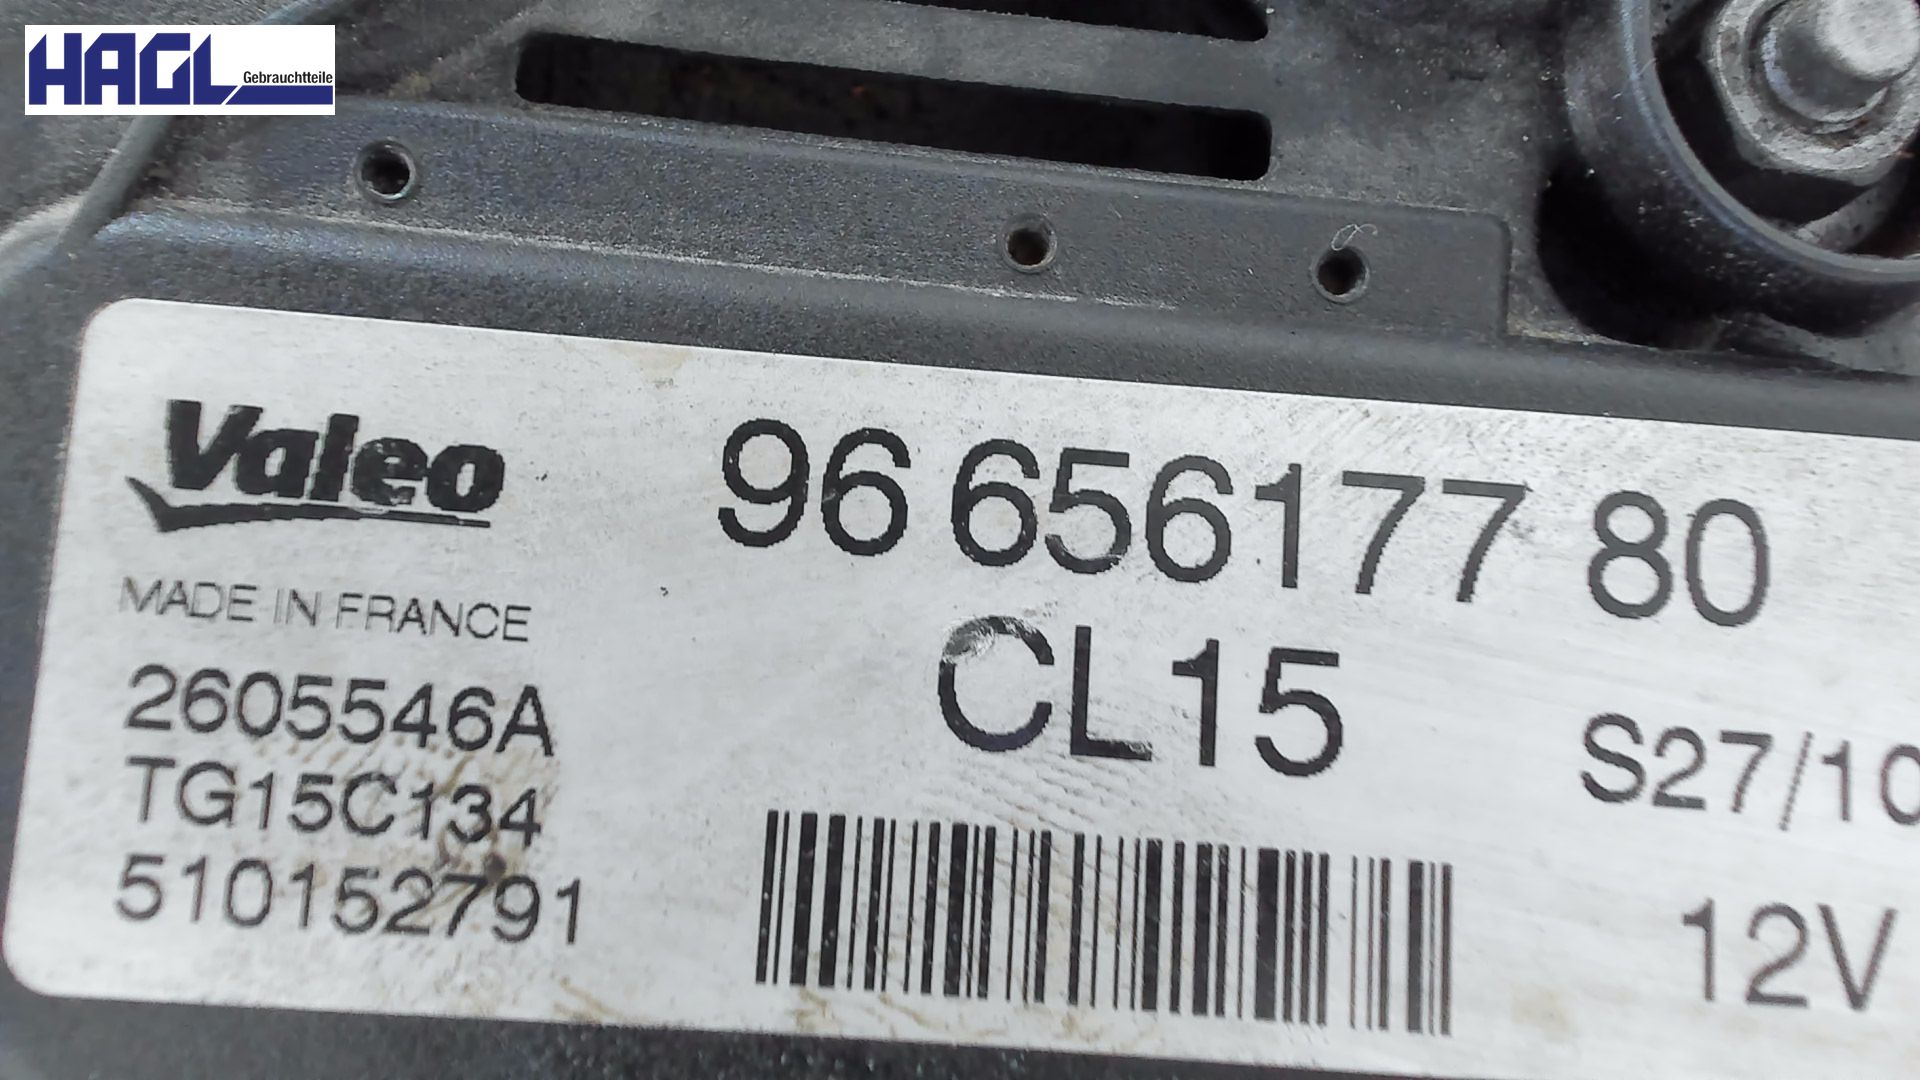 HAGL
Gebrauchtteile
Valeo
MADE IN FRANCE
2605546A
TG15C134
510152791
96 656177 80
CL15
S27/10
12V